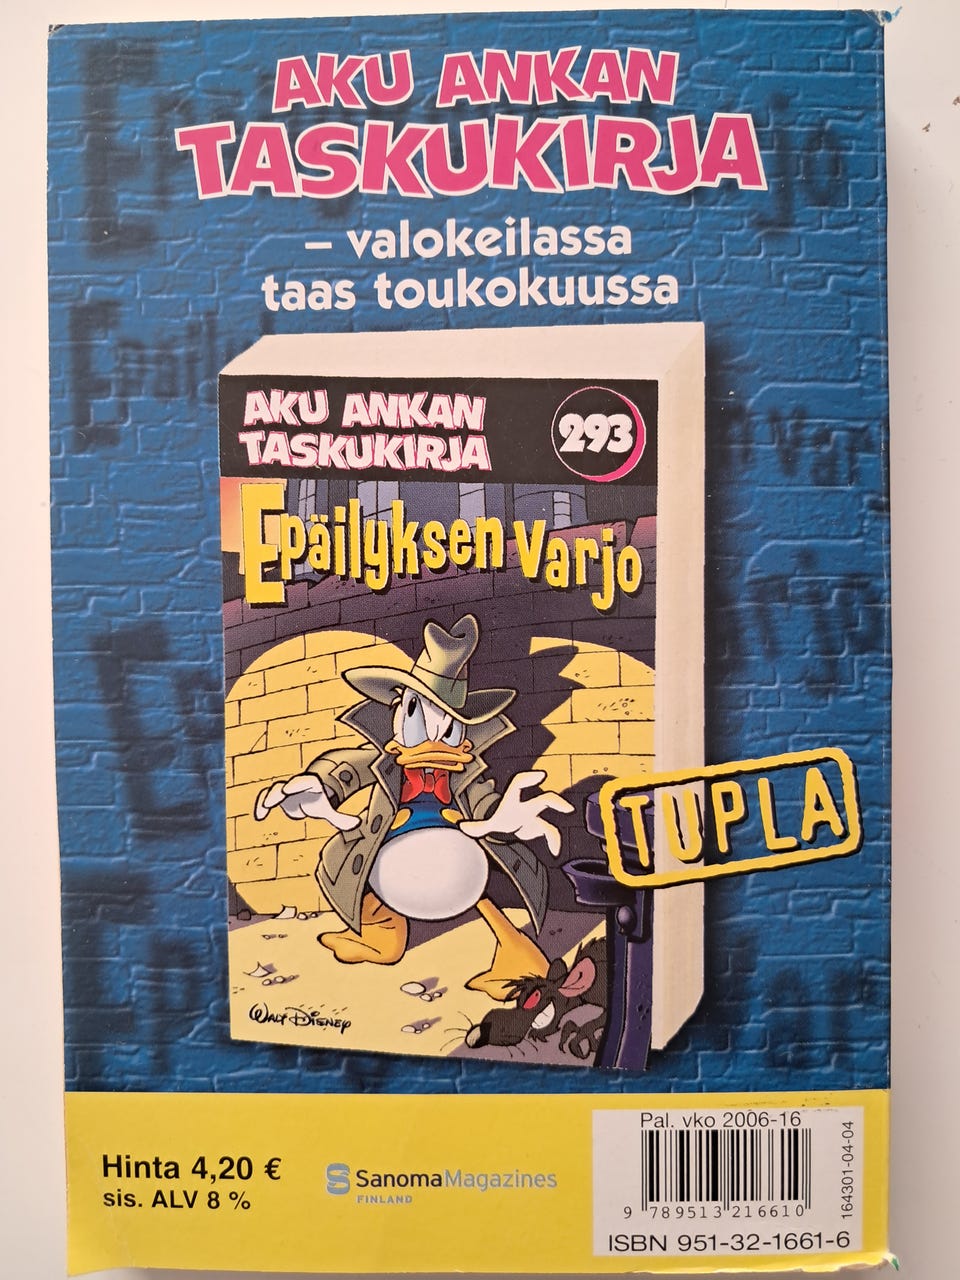 AKU ANKAN
TASKUKIRJA
– valokeilassa
taas toukokuussa
AKU ANKAN
TASKUKIRJA
293
Epäilyksen varjo
TUPLA
WALT DISNEY
Hinta 4,20 €
sis. ALV 8 %
SanomaMagazines
FINLAND
Pal. vko 2006-16
9 789513 216610
164301-04-04
ISBN 951-32-1661-6